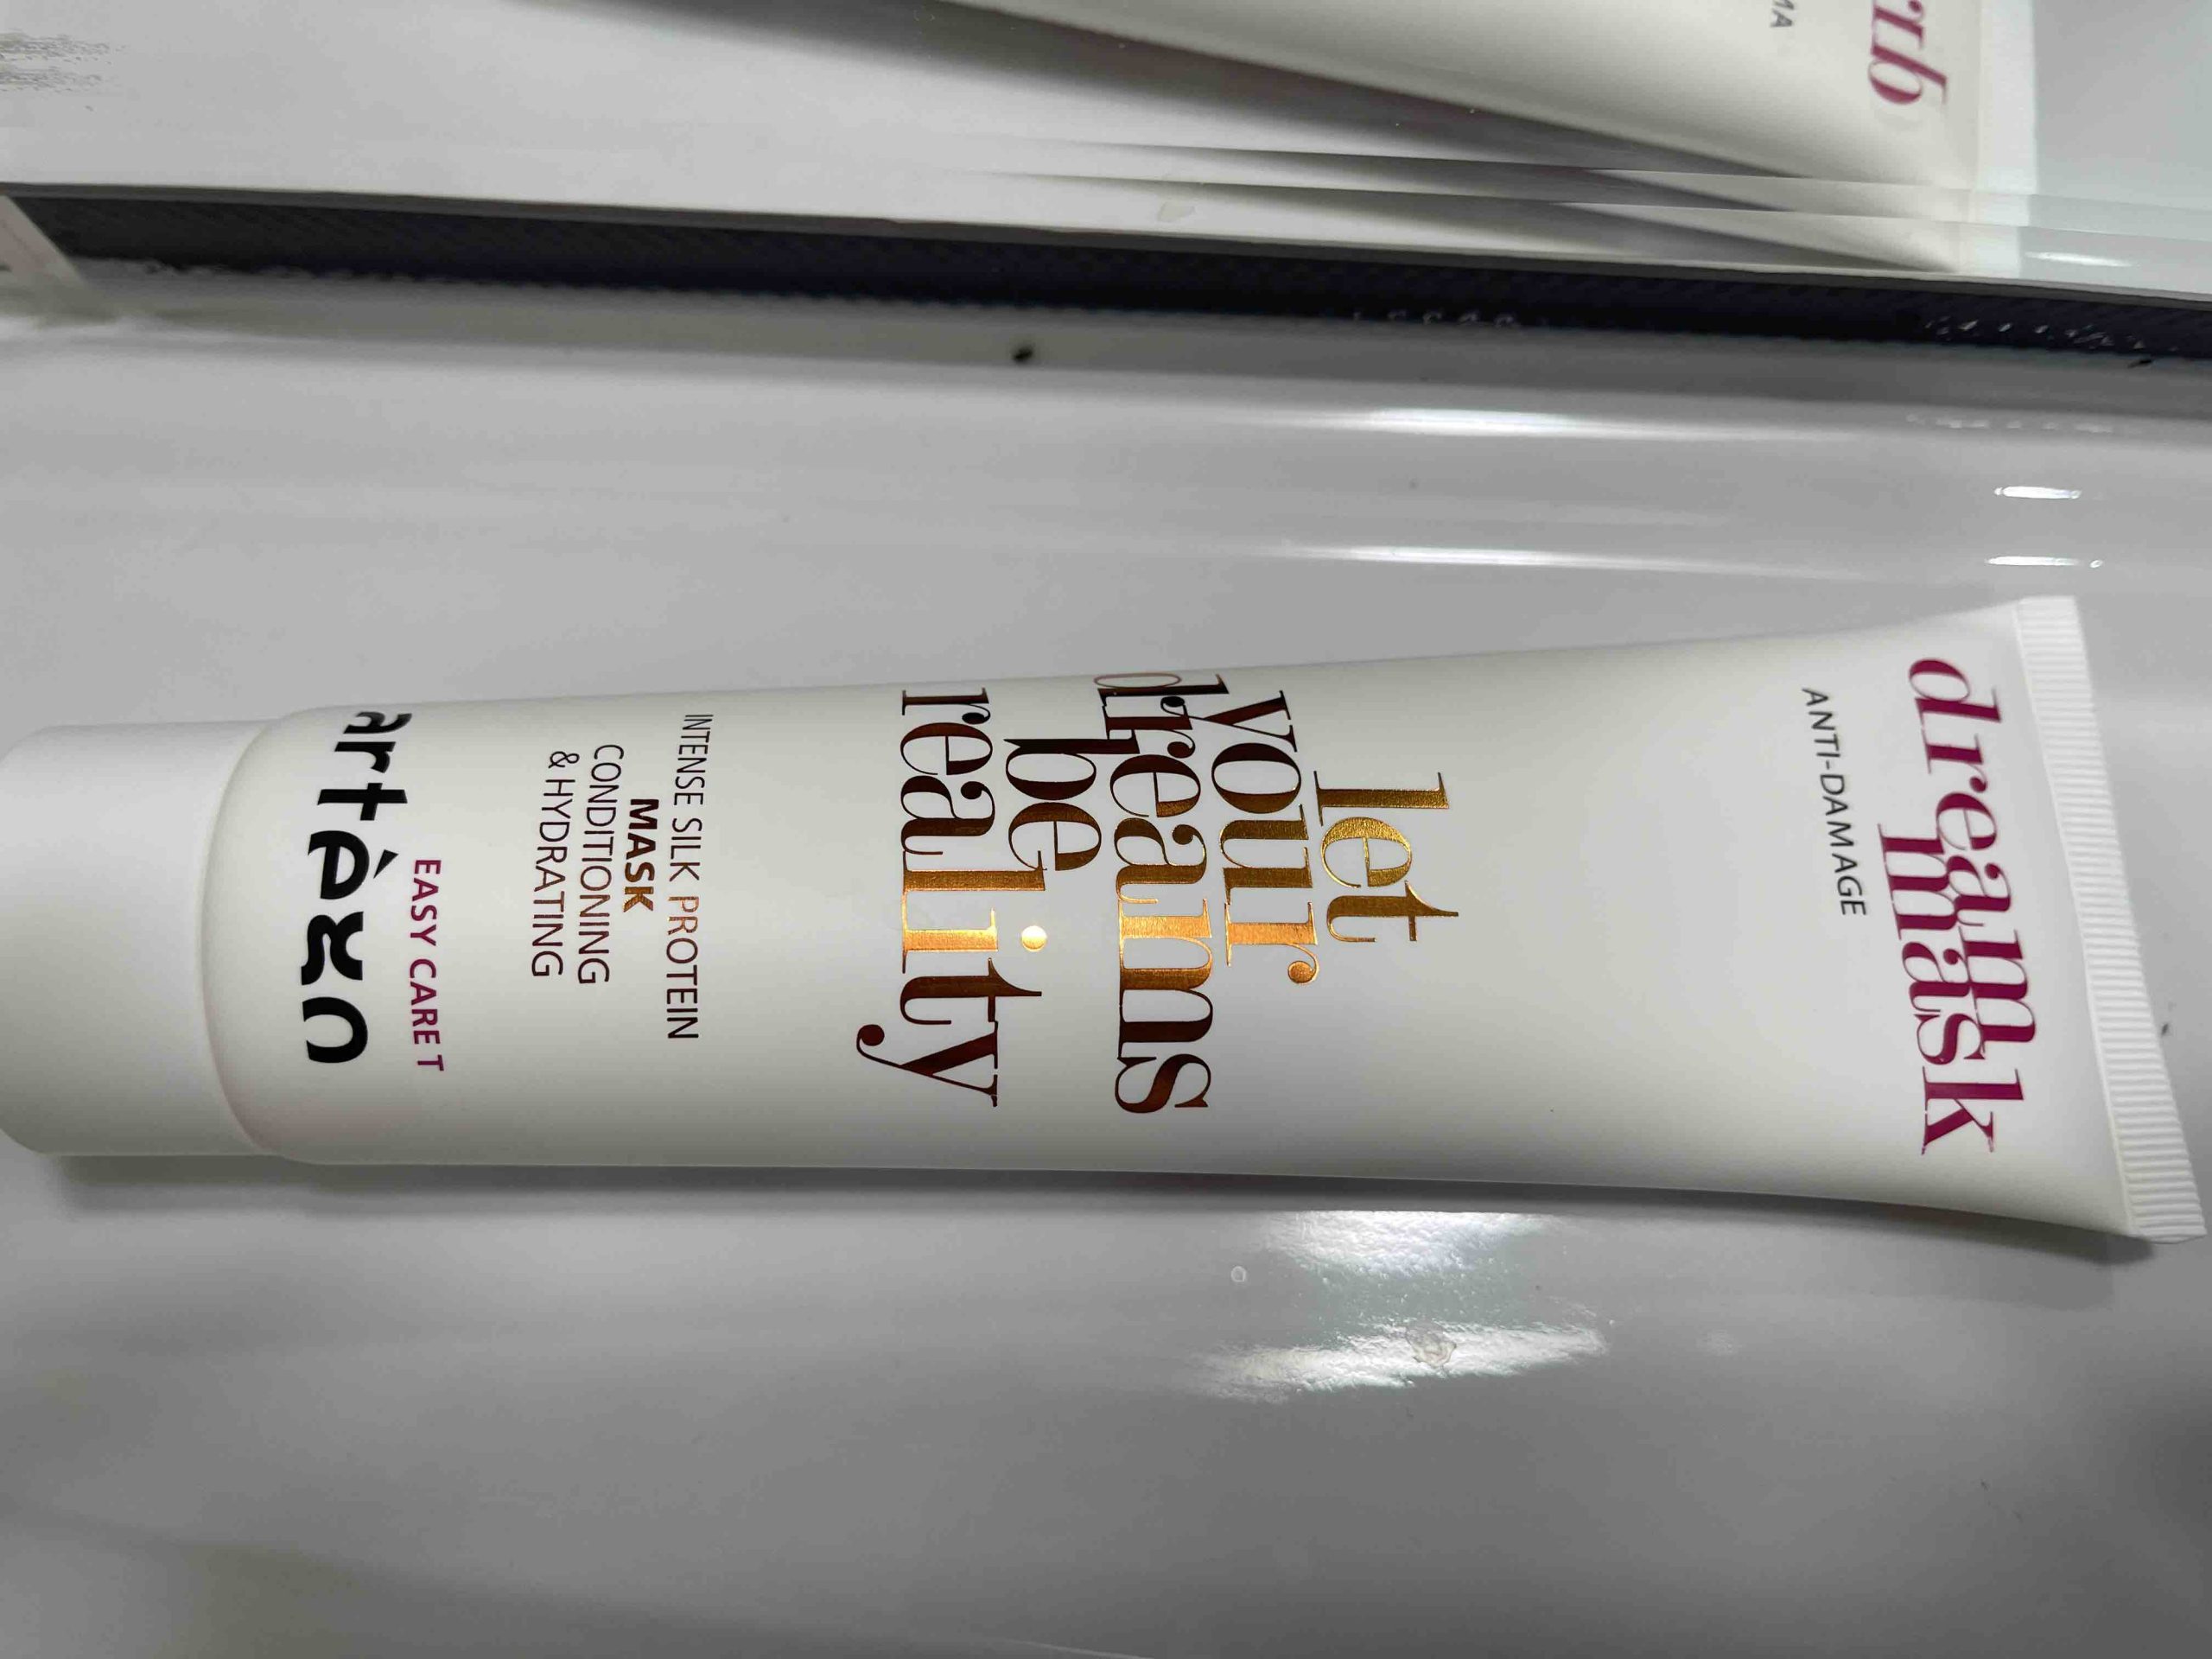 dream
mask
ANTI-DAMAGE
let
your
dreams
be
reality
INTENSE SILK PROTEIN
MASK
CONDITIONING
& HYDRATING
EASY CARE T
artègo